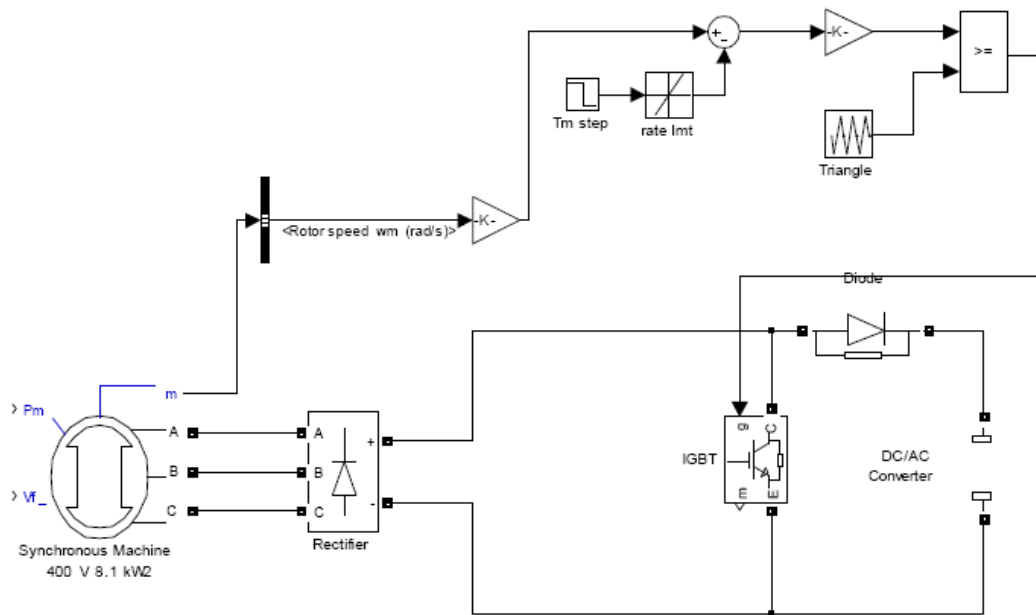 +
-
-K-
>=
Tm step
rate lmt
Triangle
-K-
<Rotor speed wm (rad/s)>
Diode
m
Pm
A
A
+
g
C
IGBT
DC/AC
Converter
B
B
Vf_
m
E
C
C
-
Synchronous Machine
400 V 8.1 kW2
Rectifier